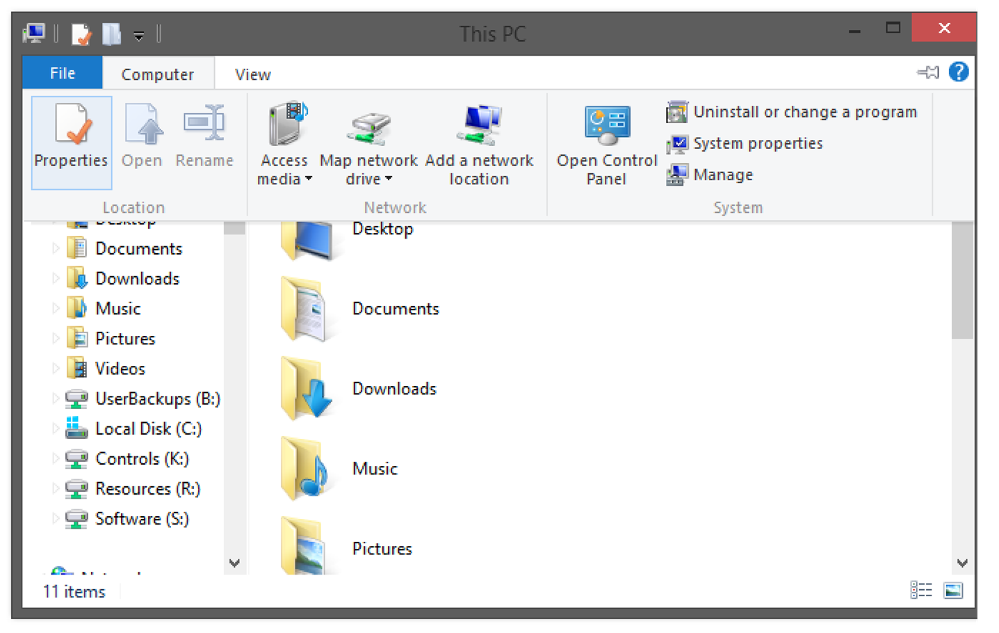 This PC
File
Computer
View
?
Properties
Open
Rename
Access
media
Map network
drive
Add a network
location
Open Control
Panel
Uninstall or change a program
System properties
Manage
Location
Network
System
Desktop
Documents
Downloads
Music
Pictures
Videos
UserBackups (B:)
Local Disk (C:)
Controls (K:)
Resources (R:)
Software (S:)
Desktop
Documents
Downloads
Music
Pictures
11 items